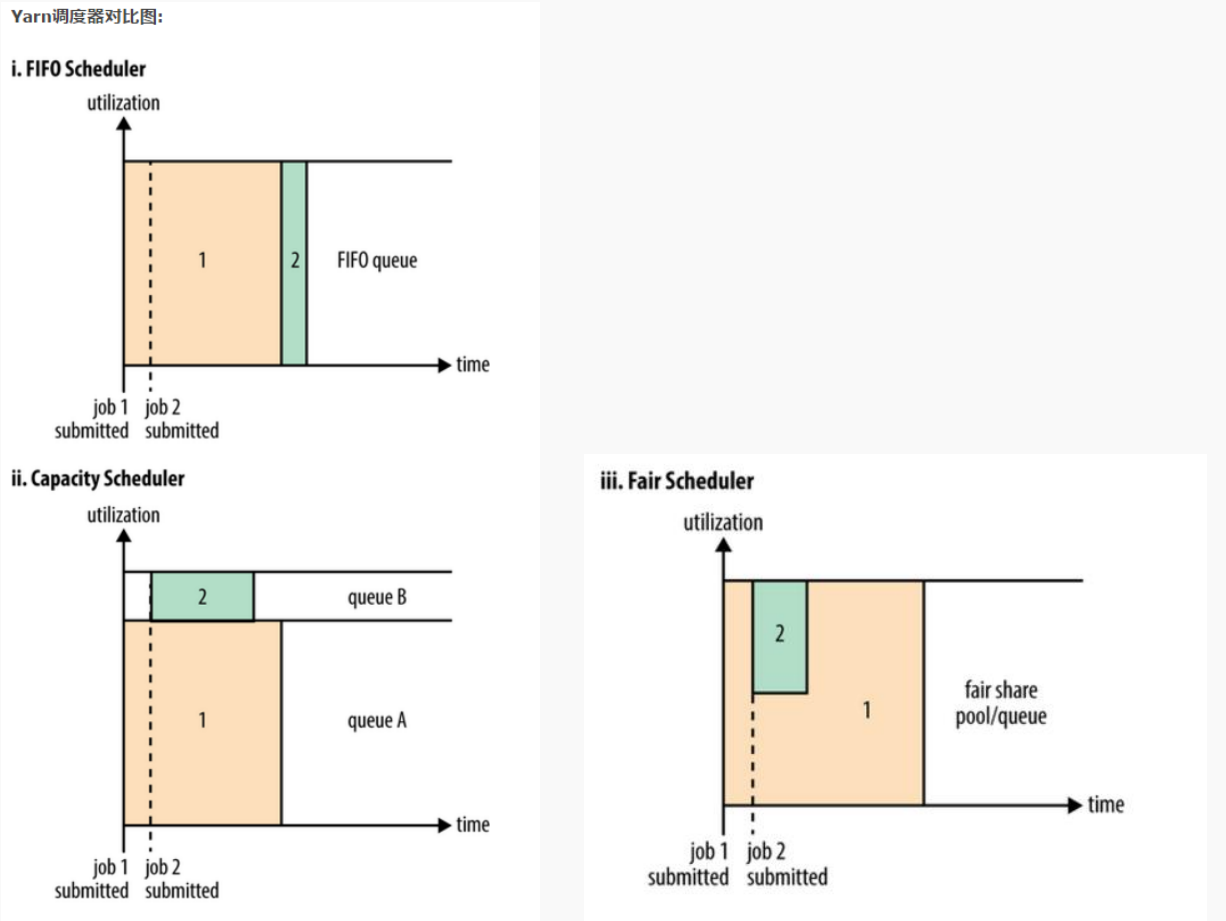 Yarn调度器对比图:
i. FIFO Scheduler
utilization
1
2
FIFO queue
time
job 1
submitted
job 2
submitted
ii. Capacity Scheduler
utilization
2
queue B
1
queue A
time
job 1
submitted
job 2
submitted
iii. Fair Scheduler
utilization
2
1
fair share
pool/queue
time
job 1
submitted
job 2
submitted